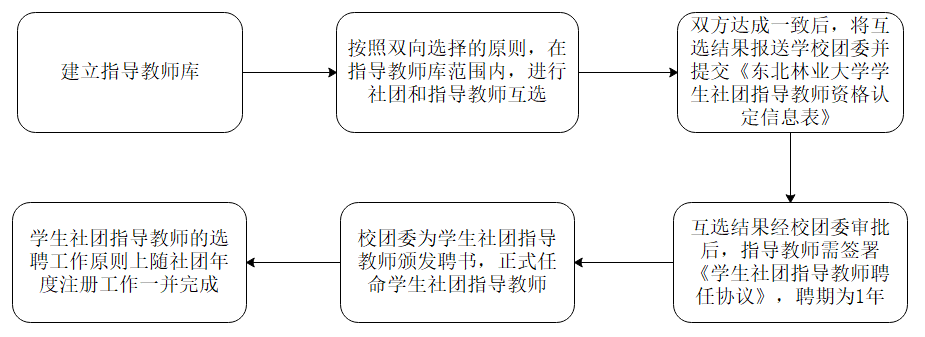 建立指导教师库
按照双向选择的原则，在
指导教师库范围内，进行
社团和指导教师互选
双方达成一致后，将互
选结果报送学校团委并
提交《东北林业大学学
生社团指导教师资格认
定信息表》
互选结果经校团委审批
后，指导教师需签署
《学生社团指导教师聘
任协议》，聘期为1年
校团委为学生社团指导
教师颁发聘书，正式任
命学生社团指导教师
学生社团指导教师的选
聘工作原则上随社团年
度注册工作一并完成